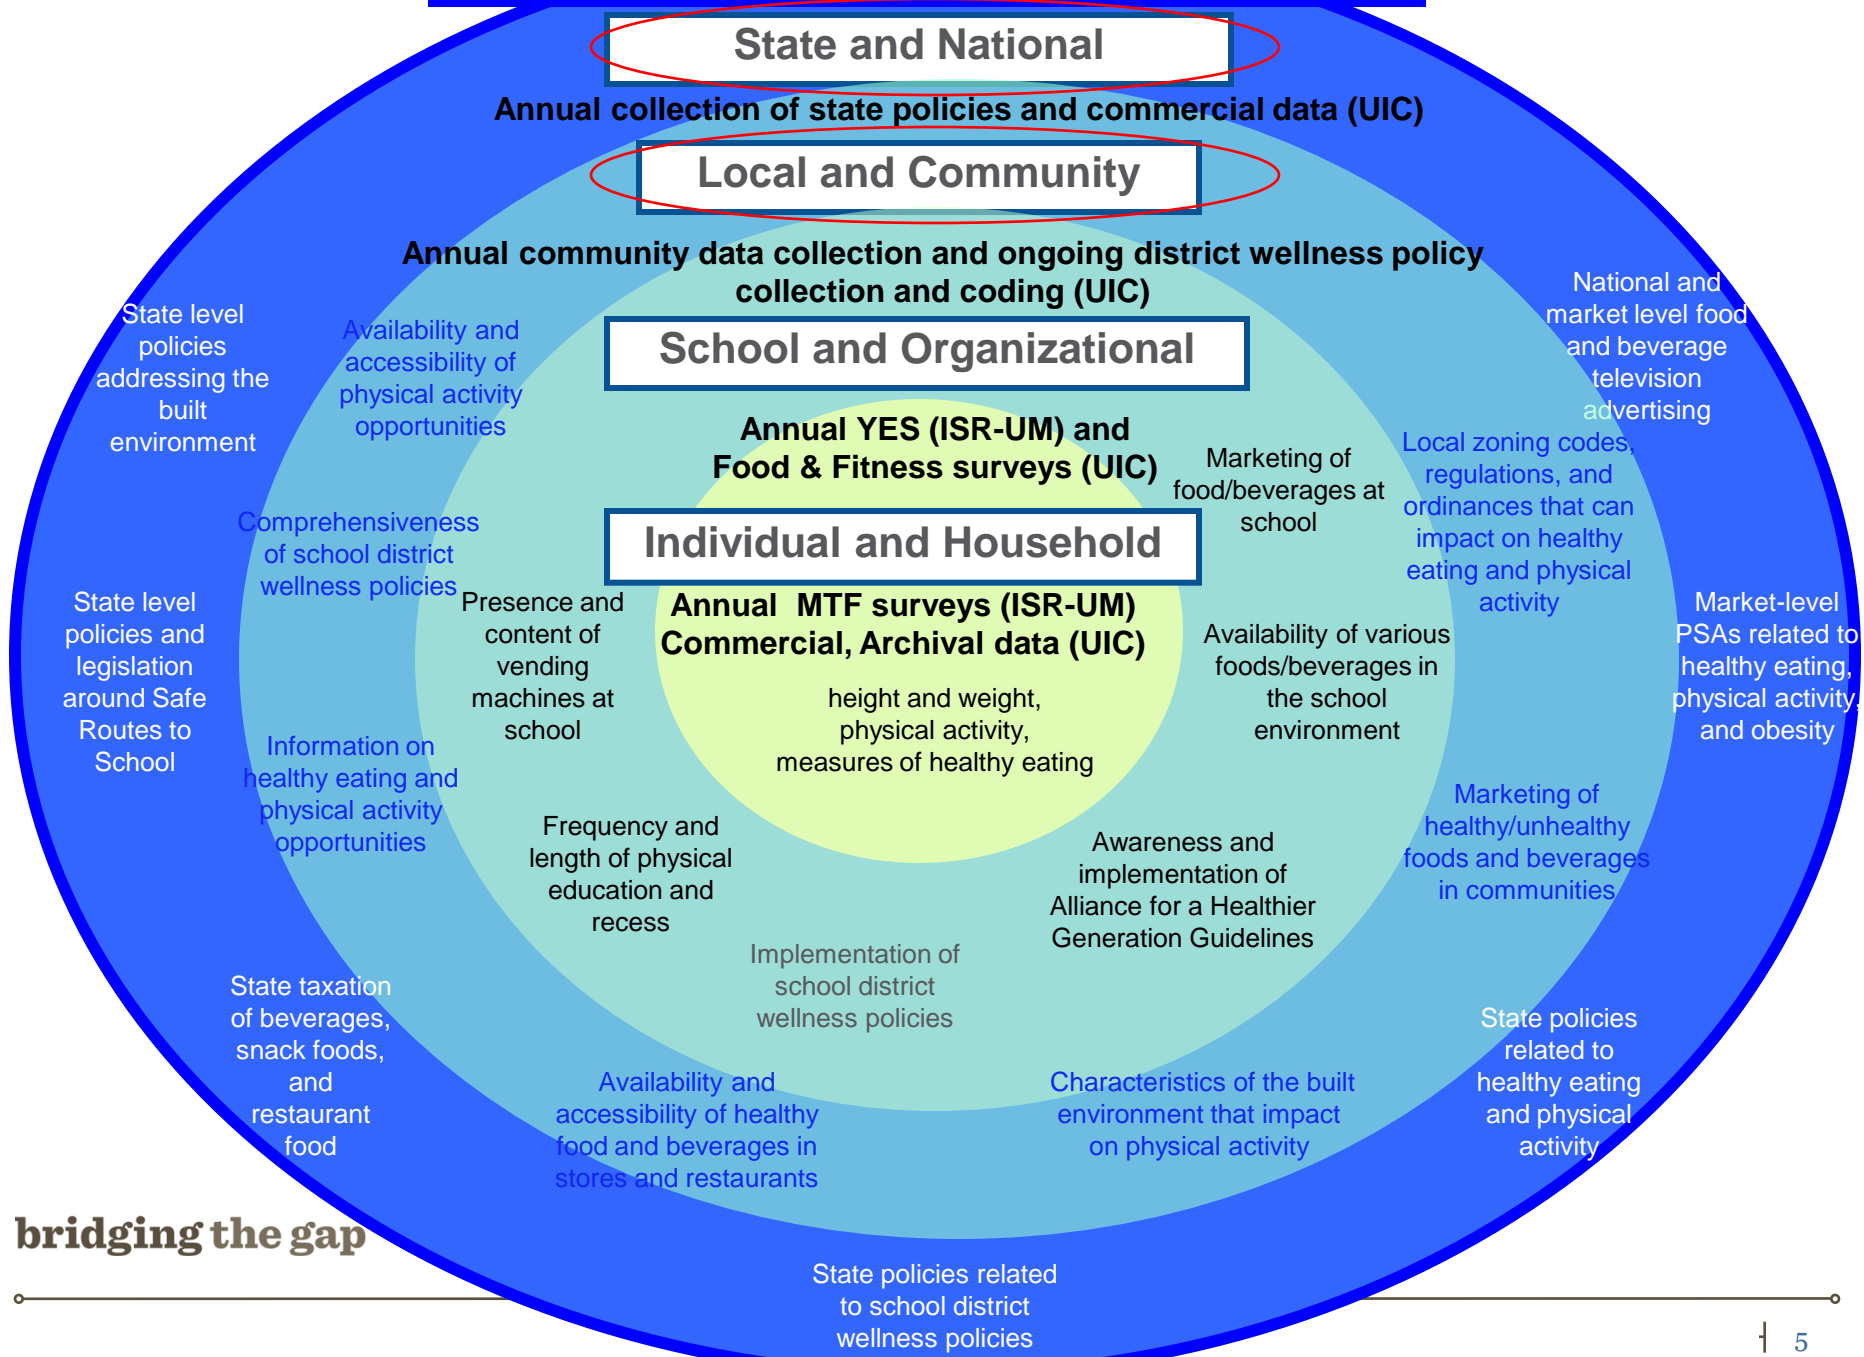 State and National
Annual collection of state policies and commercial data (UIC)
Local and Community
Annual community data collection and ongoing district wellness policy
collection and coding (UIC)
School and Organizational
Annual YES (ISR-UM) and
Food & Fitness surveys (UIC)
Individual and Household
Annual MTF surveys (ISR-UM)
Commercial, Archival data (UIC)
height and weight,
physical activity,
measures of healthy eating
State level
policies
addressing the
built
environment
Availability and
accessibility of
physical activity
opportunities
National and
market level food
and beverage
television
advertising
Marketing of
food/beverages at
school
Local zoning codes,
regulations, and
ordinances that can
impact on healthy
eating and physical
activity
Comprehensiveness
of school district
wellness policies
State level
policies and
legislation
around Safe
Routes to
School
Presence and
content of
vending
machines at
school
Availability of various
foods/beverages in
the school
environment
Market-level
PSAs related to
healthy eating,
physical activity,
and obesity
Information on
healthy eating and
physical activity
opportunities
Frequency and
length of physical
education and
recess
Awareness and
implementation of
Alliance for a Healthier
Generation Guidelines
Marketing of
healthy/unhealthy
foods and beverages
in communities
Implementation of
school district
wellness policies
State taxation
of beverages,
snack foods,
and
restaurant
food
Availability and
accessibility of healthy
food and beverages in
stores and restaurants
Characteristics of the built
environment that impact
on physical activity
State policies
related to
healthy eating
and physical
activity
bridging the gap
State policies related
to school district
wellness policies
5